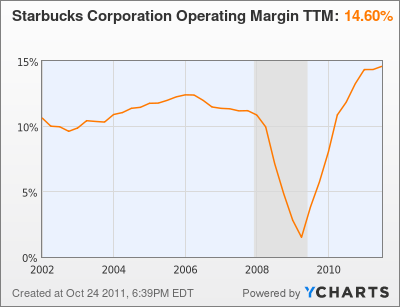 Starbucks Corporation Operating Margin TTM: 14.60%
15%
10%
5%
0%
2002 2004 2006 2008 2010
Created at Oct 24 2011, 6:39PM EDT Powered by YCHARTS